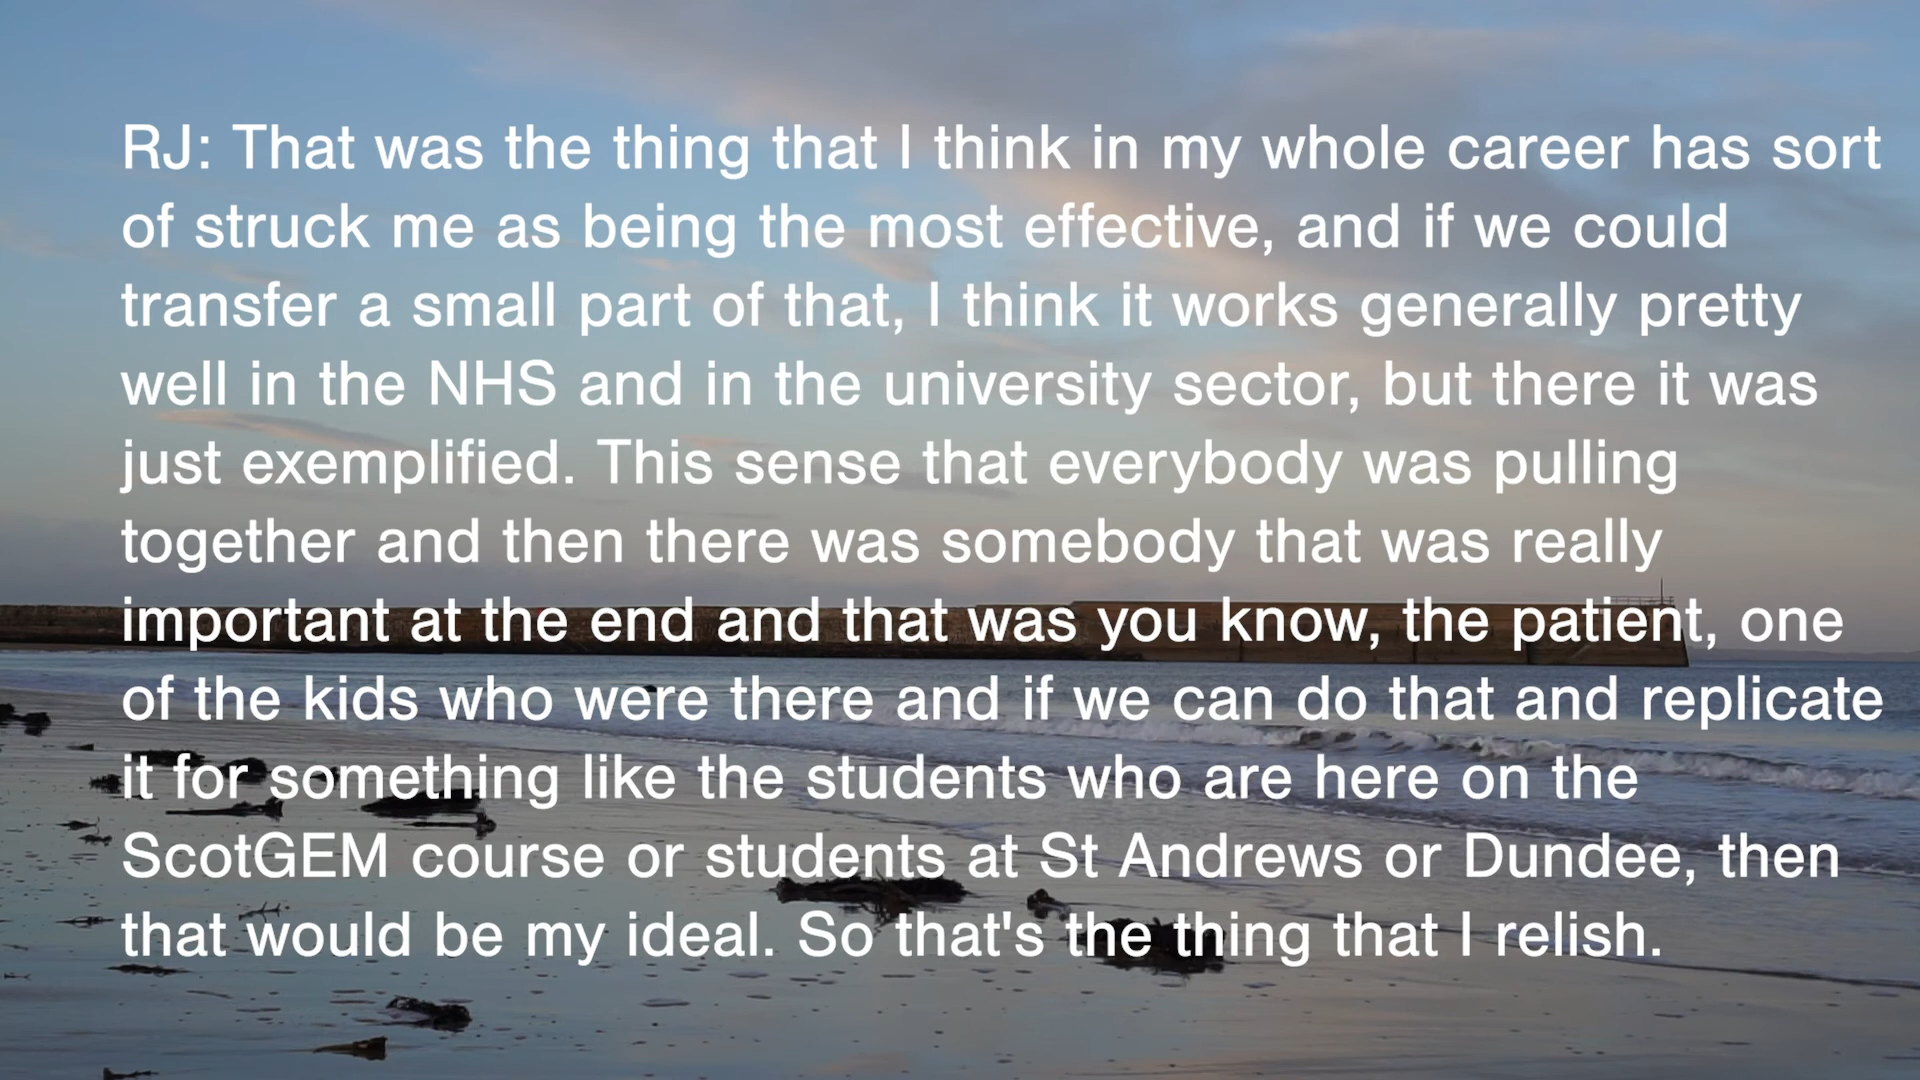 RJ: That was the thing that I think in my whole career has sort
of struck me as being the most effective, and if we could
transfer a small part of that, I think it works generally pretty
well in the NHS and in the university sector, but there it was
just exemplified. This sense that everybody was pulling
together and then there was somebody that was really
important at the end and that was you know, the patient, one
of the kids who were there and if we can do that and replicate
it for something like the students who are here on the
ScotGEM course or students at St Andrews or Dundee, then
that would be my ideal. So that's the thing that I relish.